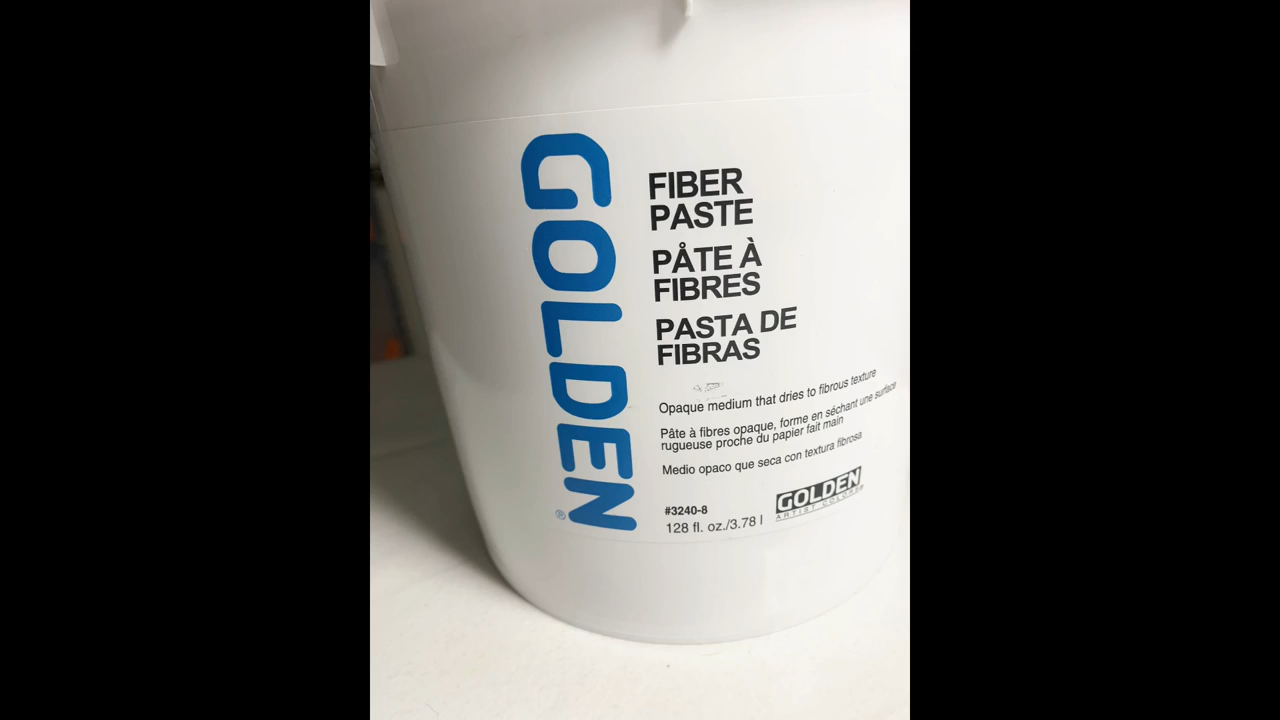 GOLDEN®
FIBER
PASTE
PÂTE À
FIBRES
PASTA DE
FIBRAS
Opaque medium that dries to fibrous texture
Pâte à fibres opaque, forme en séchant une surface
rugueuse proche du papier fait main
Medio opaco que seca con textura fibrosa
#3240-8
128 fl. oz./3.78 l
GOLDEN
ARTIST COLORS®